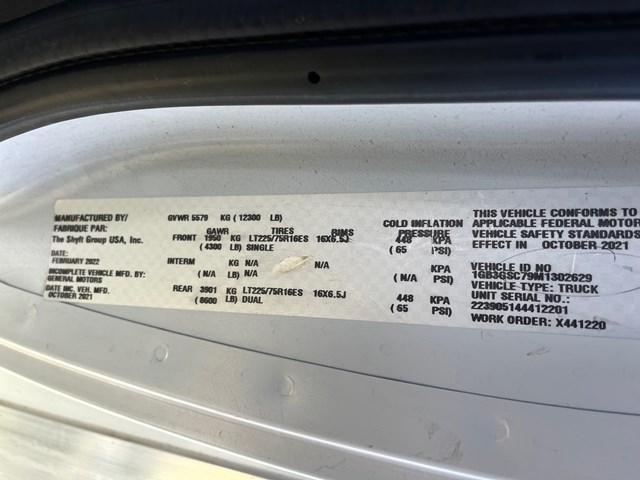 MANUFACTURED BY/ GVWR 5579 KG ( 12300 LB)
FABRIQUE PAR: GAWR TIRES RIMS COLD INFLATION PRESSURE
The Shyft Group USA, Inc. FRONT 1950 KG LT225/75R16ES 16X6.5J 448 KPA
( 4300 LB) SINGLE ( 65 PSI)
DATE:
FEBRUARY 2022 INTERM KG N/A N/A KPA
INCOMPLETE VEHICLE MFD. BY ( N/A LB) N/A ( N/A PSI)
GENERAL MOTORS
DATE INC. VEH. MFD. REAR 3901 KG LT225/75R16ES 16X6.5J 448 KPA
OCTOBER 2021 ( 8600 LB) DUAL ( 65 PSI)
THIS VEHICLE CONFORMS TO
APPLICABLE FEDERAL MOTOR
VEHICLE SAFETY STANDARDS
EFFECT IN OCTOBER 2021
VEHICLE ID NO
1GB3GSC79M1302629
VEHICLE TYPE: TRUCK
UNIT SERIAL NO.:
223905144412201
WORK ORDER: X441220